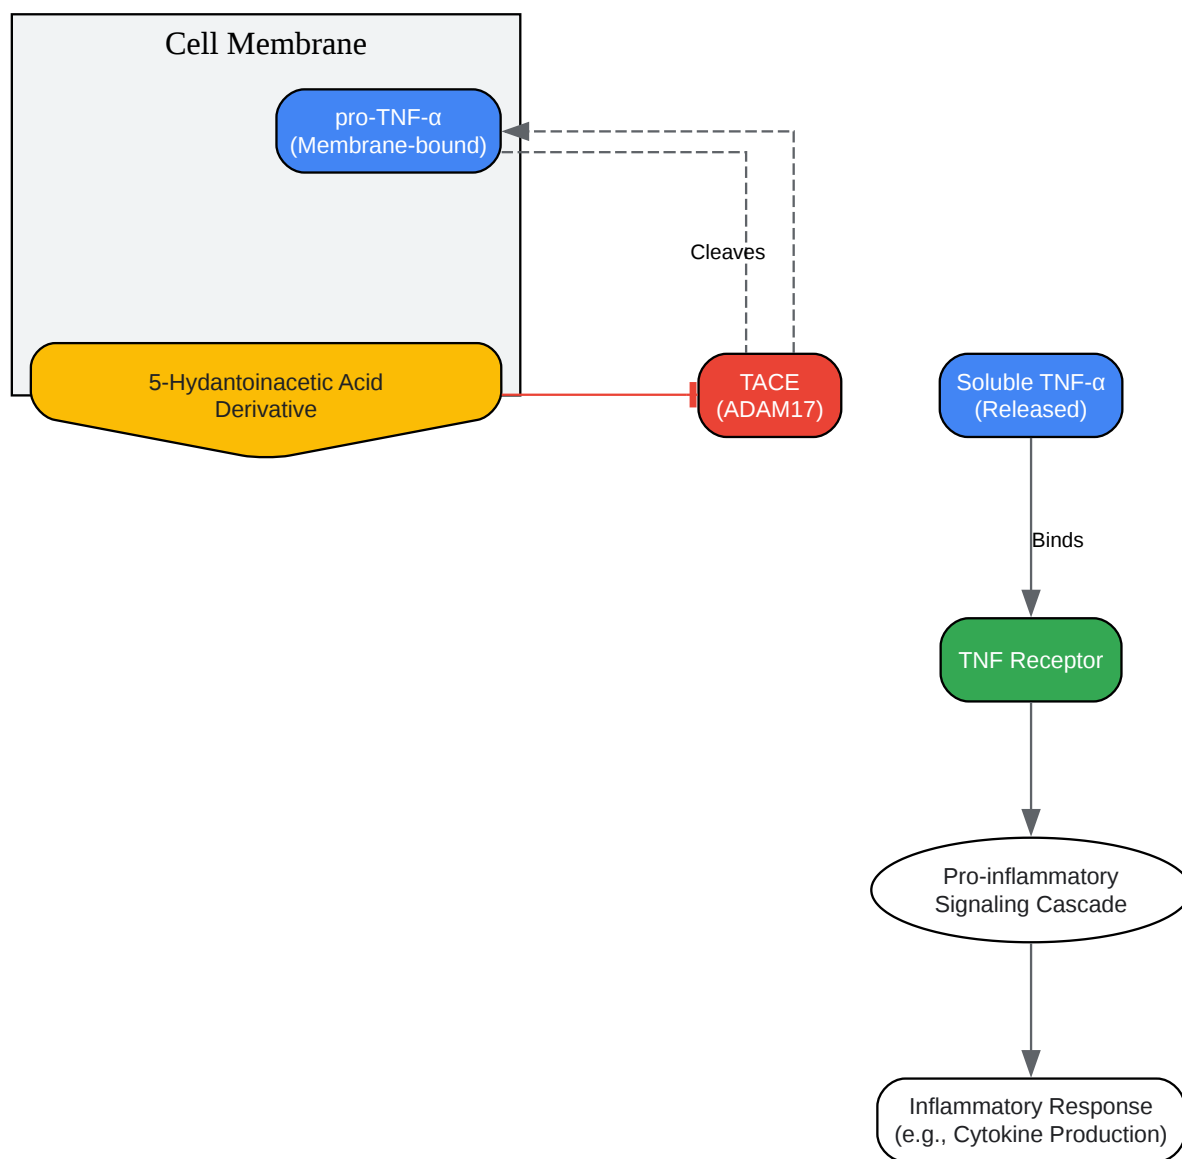 Cell Membrane
pro-TNF-α
(Membrane-bound)
Cleaves
5-Hydantoinacetic Acid
Derivative
TACE
(ADAM17)
Soluble TNF-α
(Released)
Binds
TNF Receptor
Pro-inflammatory
Signaling Cascade
Inflammatory Response
(e.g., Cytokine Production)